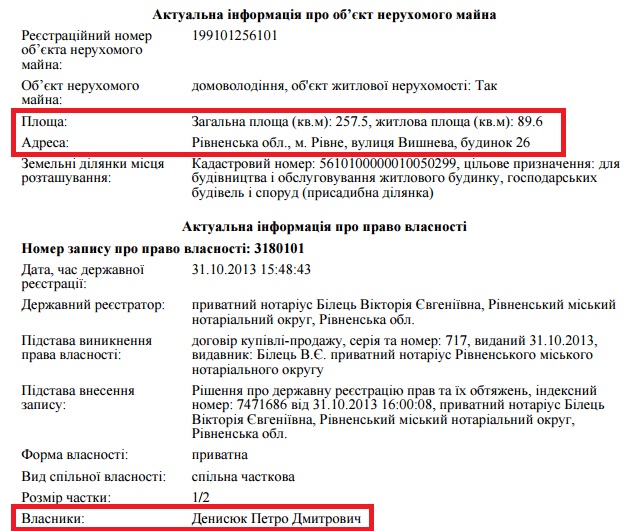 Актуальна інформація про об’єкт нерухомого майна
Реєстраційний номер об’єкта нерухомого майна: 199101256101
Об’єкт нерухомого майна: домоволодіння, об'єкт житлової нерухомості: Так
Площа: Загальна площа (кв.м): 257.5, житлова площа (кв.м): 89.6
Адреса: Рівненська обл., м. Рівне, вулиця Вишнева, будинок 26
Земельні ділянки місця розташування: Кадастровий номер: 5610100000010050299, цільове призначення: для
будівництва і обслуговування житлового будинку, господарських
будівель і споруд (присадибна ділянка)
Актуальна інформація про право власності
Номер запису про право власності: 3180101
Дата, час державної реєстрації: 31.10.2013 15:48:43
Державний реєстратор: приватний нотаріус Білець Вікторія Євгеніївна, Рівненський міський
нотаріальний округ, Рівненська обл.
Підстава виникнення права власності: договір купівлі-продажу, серія та номер: 717, виданий 31.10.2013,
видавник: Білець В.Є. приватний нотаріус Рівненського міського
нотаріального округу
Підстава внесення запису: Рішення про державну реєстрацію прав та їх обтяжень, індексний
номер: 7471686 від 31.10.2013 16:00:08, приватний нотаріус Білець
Вікторія Євгеніївна, Рівненський міський нотаріальний округ,
Рівненська обл.
Форма власності: приватна
Вид спільної власності: спільна часткова
Розмір частки: 1/2
Власники: Денисюк Петро Дмитрович